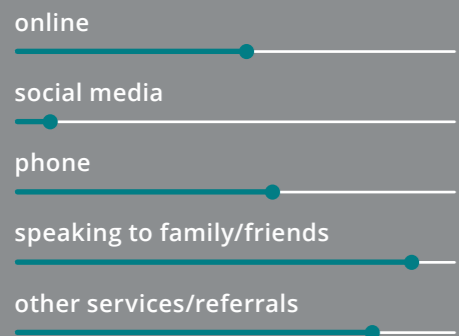 online
social media
phone
speaking to family/friends
other services/referrals